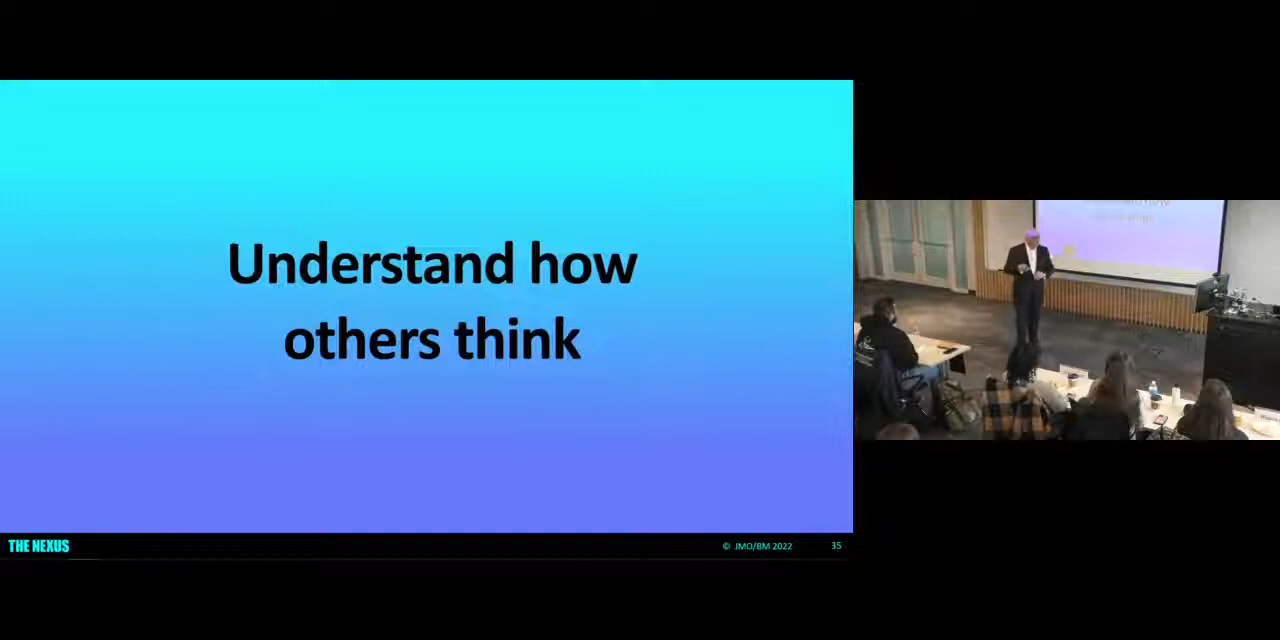 Understand how
others think
THE NEXUS
© JMO/BM 2022
35